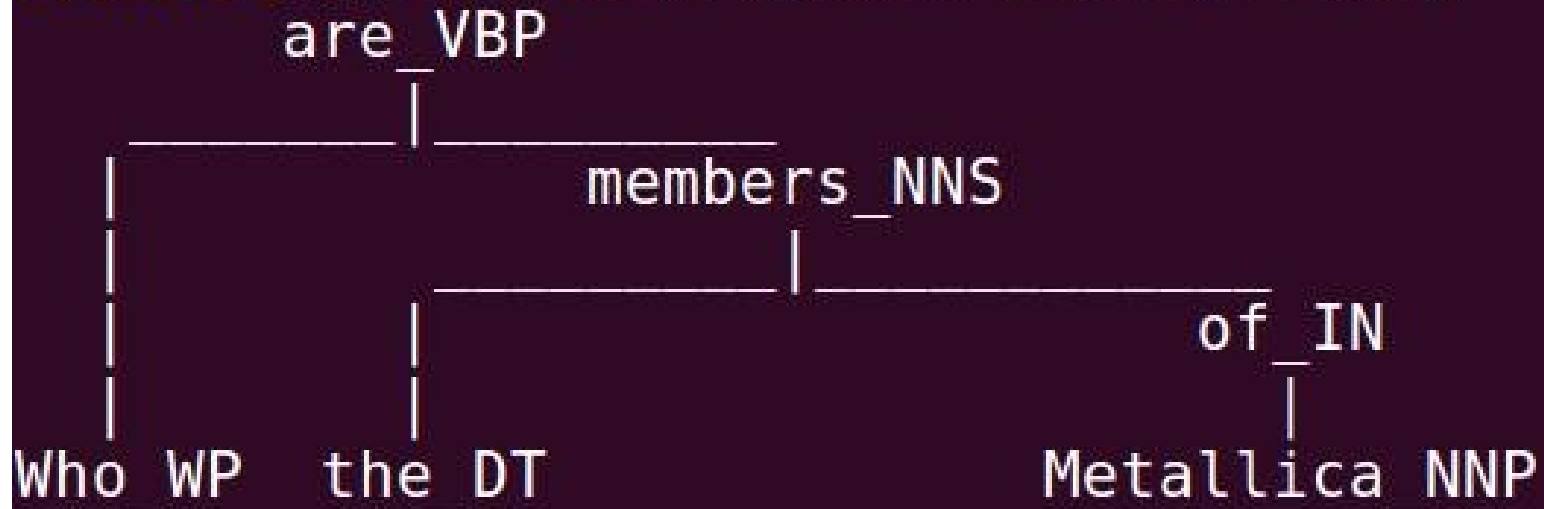 are_VBP
members_NNS
of_IN
Who WP the DT Metallica NNP